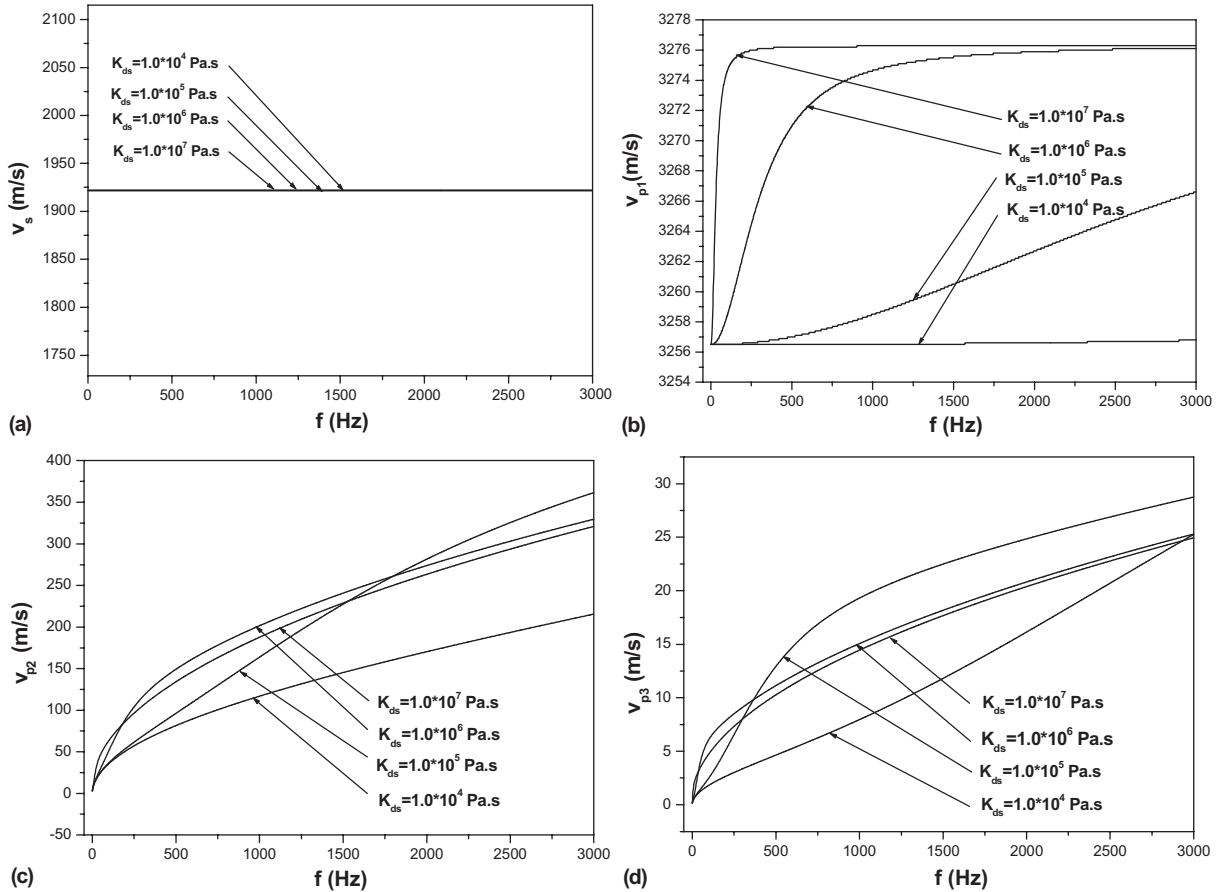 2100
2050
2000
1950
1900
1850
1800
1750
v_s (m/s)
K_ds=1.0*10^4 Pa.s
K_ds=1.0*10^5 Pa.s
K_ds=1.0*10^6 Pa.s
K_ds=1.0*10^7 Pa.s
0 500 1000 1500 2000 2500 3000
f (Hz)
(a)
3278
3276
3274
3272
3270
3268
3266
3264
3262
3260
3258
3256
3254
v_p1(m/s)
K_ds=1.0*10^7 Pa.s
K_ds=1.0*10^6 Pa.s
K_ds=1.0*10^5 Pa.s
K_ds=1.0*10^4 Pa.s
0 500 1000 1500 2000 2500 3000
f (Hz)
(b)
400
350
300
250
200
150
100
50
0
-50
v_p2 (m/s)
K_ds=1.0*10^7 Pa.s
K_ds=1.0*10^6 Pa.s
K_ds=1.0*10^5 Pa.s
K_ds=1.0*10^4 Pa.s
0 500 1000 1500 2000 2500 3000
f (Hz)
(c)
30
25
20
15
10
5
0
v_p3 (m/s)
K_ds=1.0*10^7 Pa.s
K_ds=1.0*10^6 Pa.s
K_ds=1.0*10^5 Pa.s
K_ds=1.0*10^4 Pa.s
0 500 1000 1500 2000 2500 3000
f (Hz)
(d)